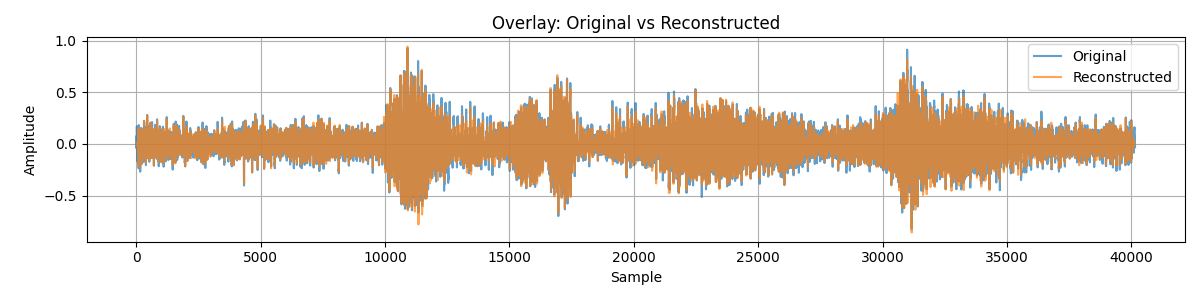 Overlay: Original vs Reconstructed
1.0
0.5
0.0
−0.5
Amplitude
Original
Reconstructed
0 5000 10000 15000 20000 25000 30000 35000 40000
Sample